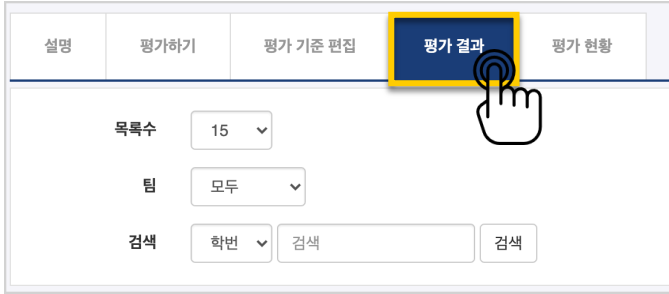 설명 평가하기 평가 기준 편집 평가 결과 평가 현황
목록수 15
팀 모두
검색 학번 검색 검색